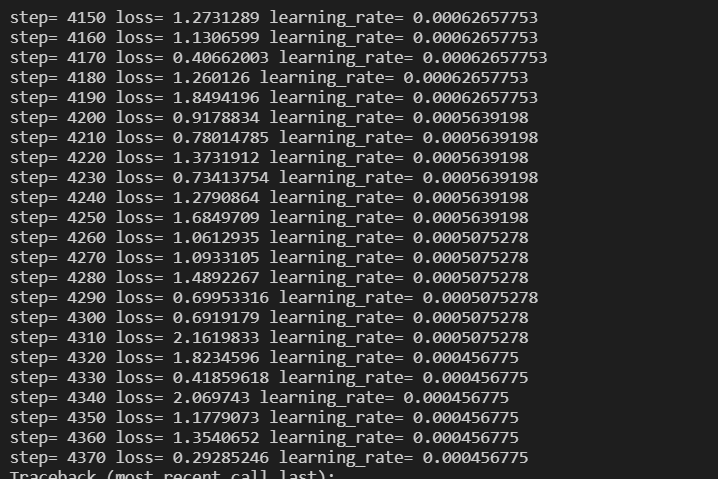 step= 4150 loss= 1.2731289 learning_rate= 0.00062657753
step= 4160 loss= 1.1306599 learning_rate= 0.00062657753
step= 4170 loss= 0.40662003 learning_rate= 0.00062657753
step= 4180 loss= 1.260126 learning_rate= 0.00062657753
step= 4190 loss= 1.8494196 learning_rate= 0.00062657753
step= 4200 loss= 0.9178834 learning_rate= 0.0005639198
step= 4210 loss= 0.78014785 learning_rate= 0.0005639198
step= 4220 loss= 1.3731912 learning_rate= 0.0005639198
step= 4230 loss= 0.73413754 learning_rate= 0.0005639198
step= 4240 loss= 1.2790864 learning_rate= 0.0005639198
step= 4250 loss= 1.6849709 learning_rate= 0.0005639198
step= 4260 loss= 1.0612935 learning_rate= 0.0005075278
step= 4270 loss= 1.0933105 learning_rate= 0.0005075278
step= 4280 loss= 1.4892267 learning_rate= 0.0005075278
step= 4290 loss= 0.69953316 learning_rate= 0.0005075278
step= 4300 loss= 0.6919179 learning_rate= 0.0005075278
step= 4310 loss= 2.1619833 learning_rate= 0.0005075278
step= 4320 loss= 1.8234596 learning_rate= 0.000456775
step= 4330 loss= 0.41859618 learning_rate= 0.000456775
step= 4340 loss= 2.069743 learning_rate= 0.000456775
step= 4350 loss= 1.1779073 learning_rate= 0.000456775
step= 4360 loss= 1.3540652 learning_rate= 0.000456775
step= 4370 loss= 0.29285246 learning_rate= 0.000456775
Traceback (most recent call last):